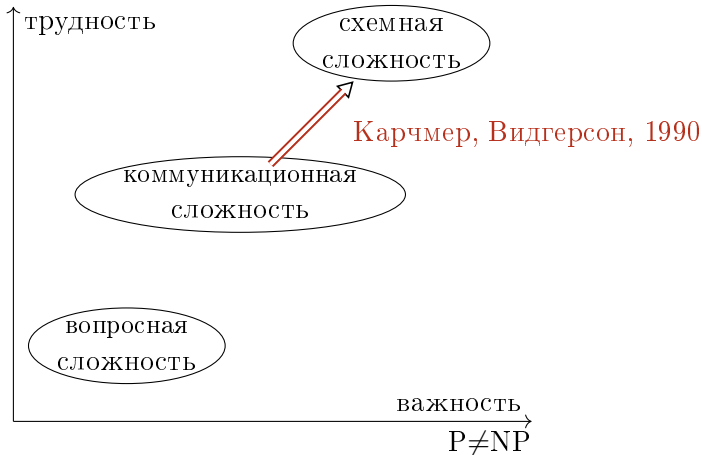 трудность
схемная
сложность
Карчмер, Видгерсон, 1990
коммуникационная
сложность
вопросная
сложность
важность
P≠NP